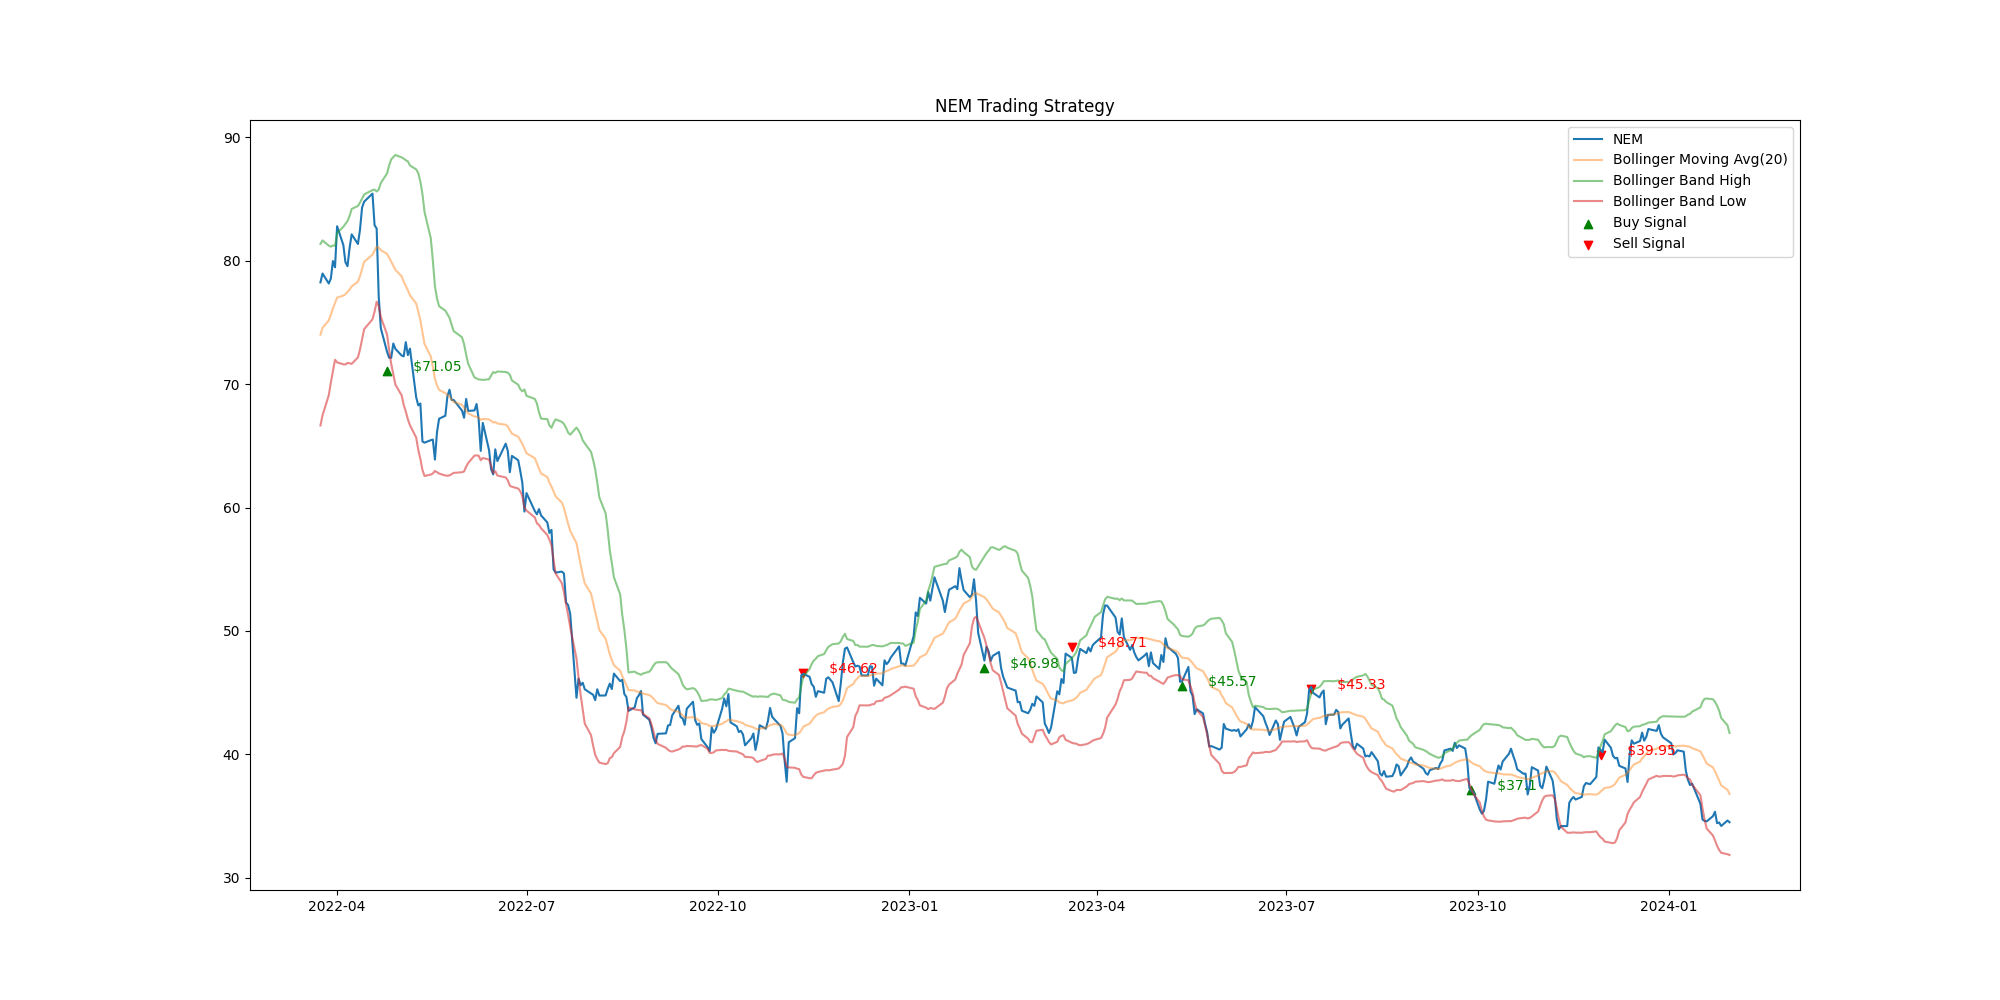 NEM Trading Strategy
90
80
70
60
50
40
30
NEM
Bollinger Moving Avg(20)
Bollinger Band High
Bollinger Band Low
Buy Signal
Sell Signal
$71.05
$46.62
$46.98
$48.71
$45.57
$45.33
$37.1
$39.95
2022-04 2022-07 2022-10 2023-01 2023-04 2023-07 2023-10 2024-01